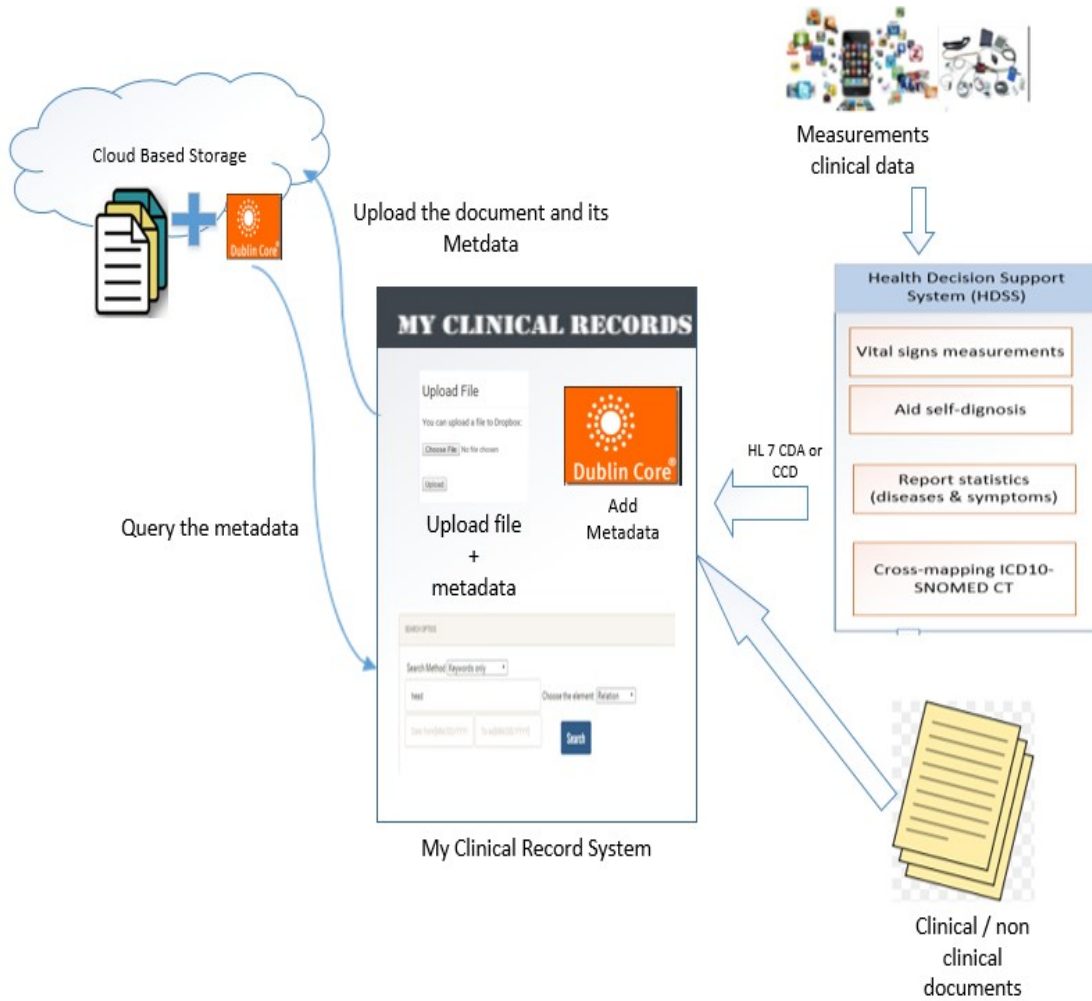 Cloud Based Storage
Dublin Core®
Upload the document and its
Metdata
Query the metadata
Measurements
clinical data
Health Decision Support
System (HDSS)
Vital signs measurements
Aid self-dignosis
Report statistics
(diseases & symptoms)
Cross-mapping ICD10-
SNOMED CT
HL 7 CDA or
CCD
MY CLINICAL RECORDS
Upload File
You can upload a file to Dropbox:
Choose File No file chosen
Upload
Upload file
+
metadata
Dublin Core®
Add
Metadata
Search Method Keywords only
head
Choose the element Relation
Search
My Clinical Record System
Clinical / non
clinical
documents